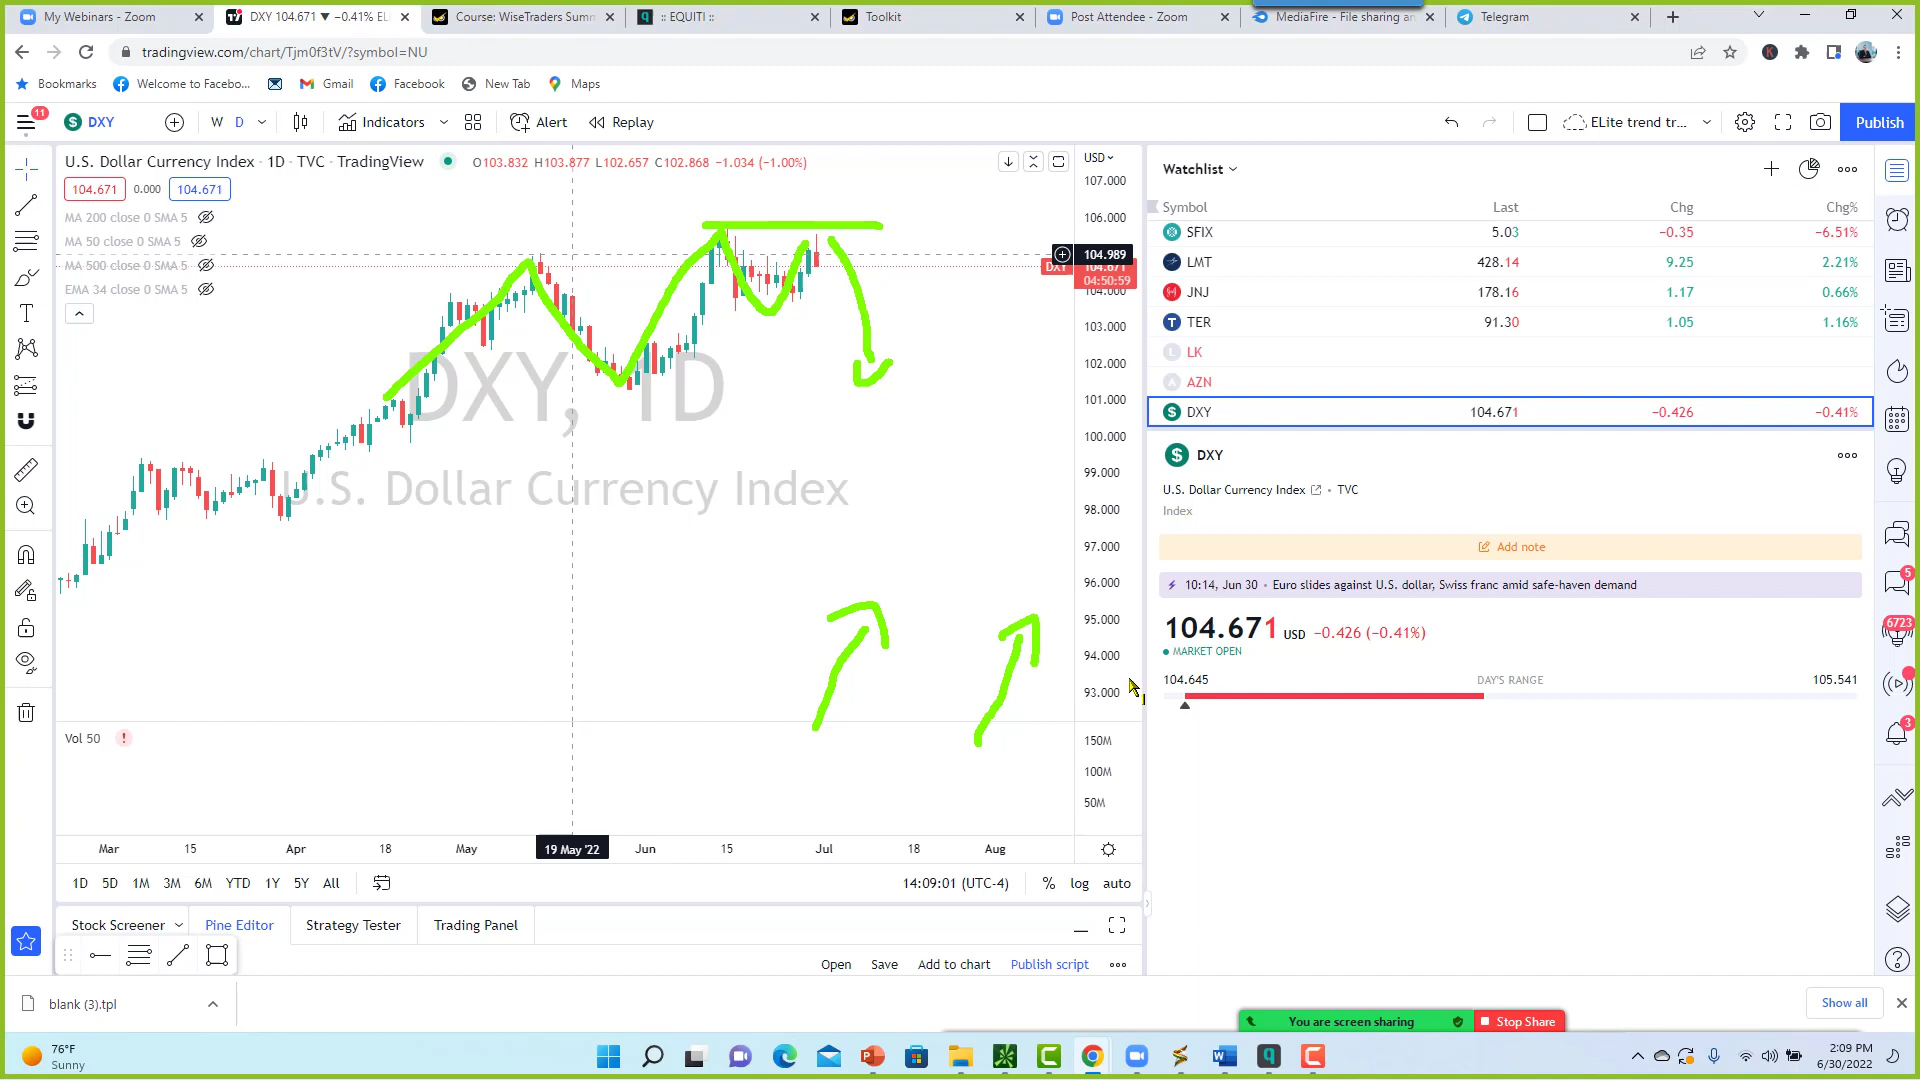 My Webinars - Zoom
DXY 104.671 ▼ −0.41% EL
Course: WiseTraders Summ
:: EQUITI ::
Toolkit
Post Attendee - Zoom
MediaFire - File sharing an
Telegram
tradingview.com/chart/Tjm0f3tV/?symbol=NU
Bookmarks
Welcome to Facebo...
Gmail
Facebook
New Tab
Maps
11
DXY
W
D
Indicators
Alert
Replay
ELite trend tr...
Publish
U.S. Dollar Currency Index · 1D · TVC · TradingView
O103.832 H103.877 L102.657 C102.868 −1.034 (−1.00%)
104.671
0.000
104.671
MA 200 close 0 SMA 5
MA 50 close 0 SMA 5
MA 500 close 0 SMA 5
EMA 34 close 0 SMA 5
USD
107.000
106.000
104.989
DXY
104.671
04:50:59
104.000
103.000
102.000
101.000
100.000
99.000
98.000
97.000
96.000
95.000
94.000
93.000
DXY, 1D
U.S. Dollar Currency Index
Vol 50
!
150M
100M
50M
Mar
15
Apr
18
May
19 May '22
Jun
15
Jul
18
Aug
1D
5D
1M
3M
6M
YTD
1Y
5Y
All
14:09:01 (UTC-4)
%
log
auto
Stock Screener
Pine Editor
Strategy Tester
Trading Panel
Open
Save
Add to chart
Publish script
Watchlist
Symbol
Last
Chg
Chg%
SFIX 5.03 −0.35 −6.51%
LMT 428.14 9.25 2.21%
JNJ 178.16 1.17 0.66%
TER 91.30 1.05 1.16%
LK
AZN
DXY 104.671 −0.426 −0.41%
DXY
U.S. Dollar Currency Index • TVC
Index
Add note
10:14, Jun 30 • Euro slides against U.S. dollar, Swiss franc amid safe-haven demand
104.671 USD −0.426 (−0.41%)
MARKET OPEN
104.645
DAY'S RANGE
105.541
5
6723
3
blank (3).tpl
Show all
You are screen sharing
Stop Share
76°F
Sunny
2:09 PM
6/30/2022